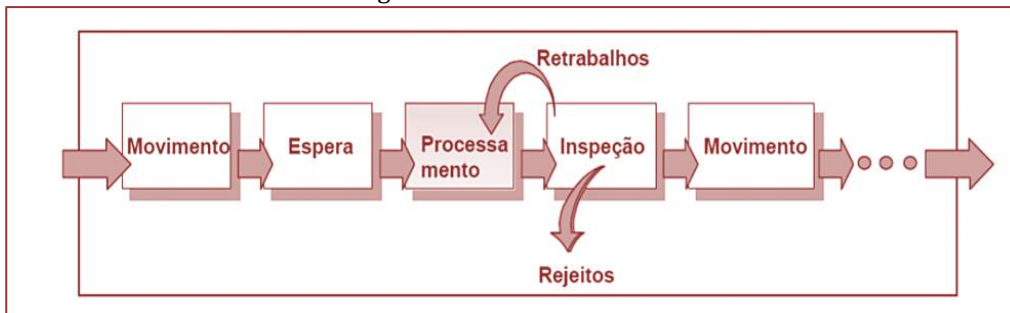 Retrabalhos
Movimento
Espera
Processa
mento
Inspeção
Movimento
Rejeitos